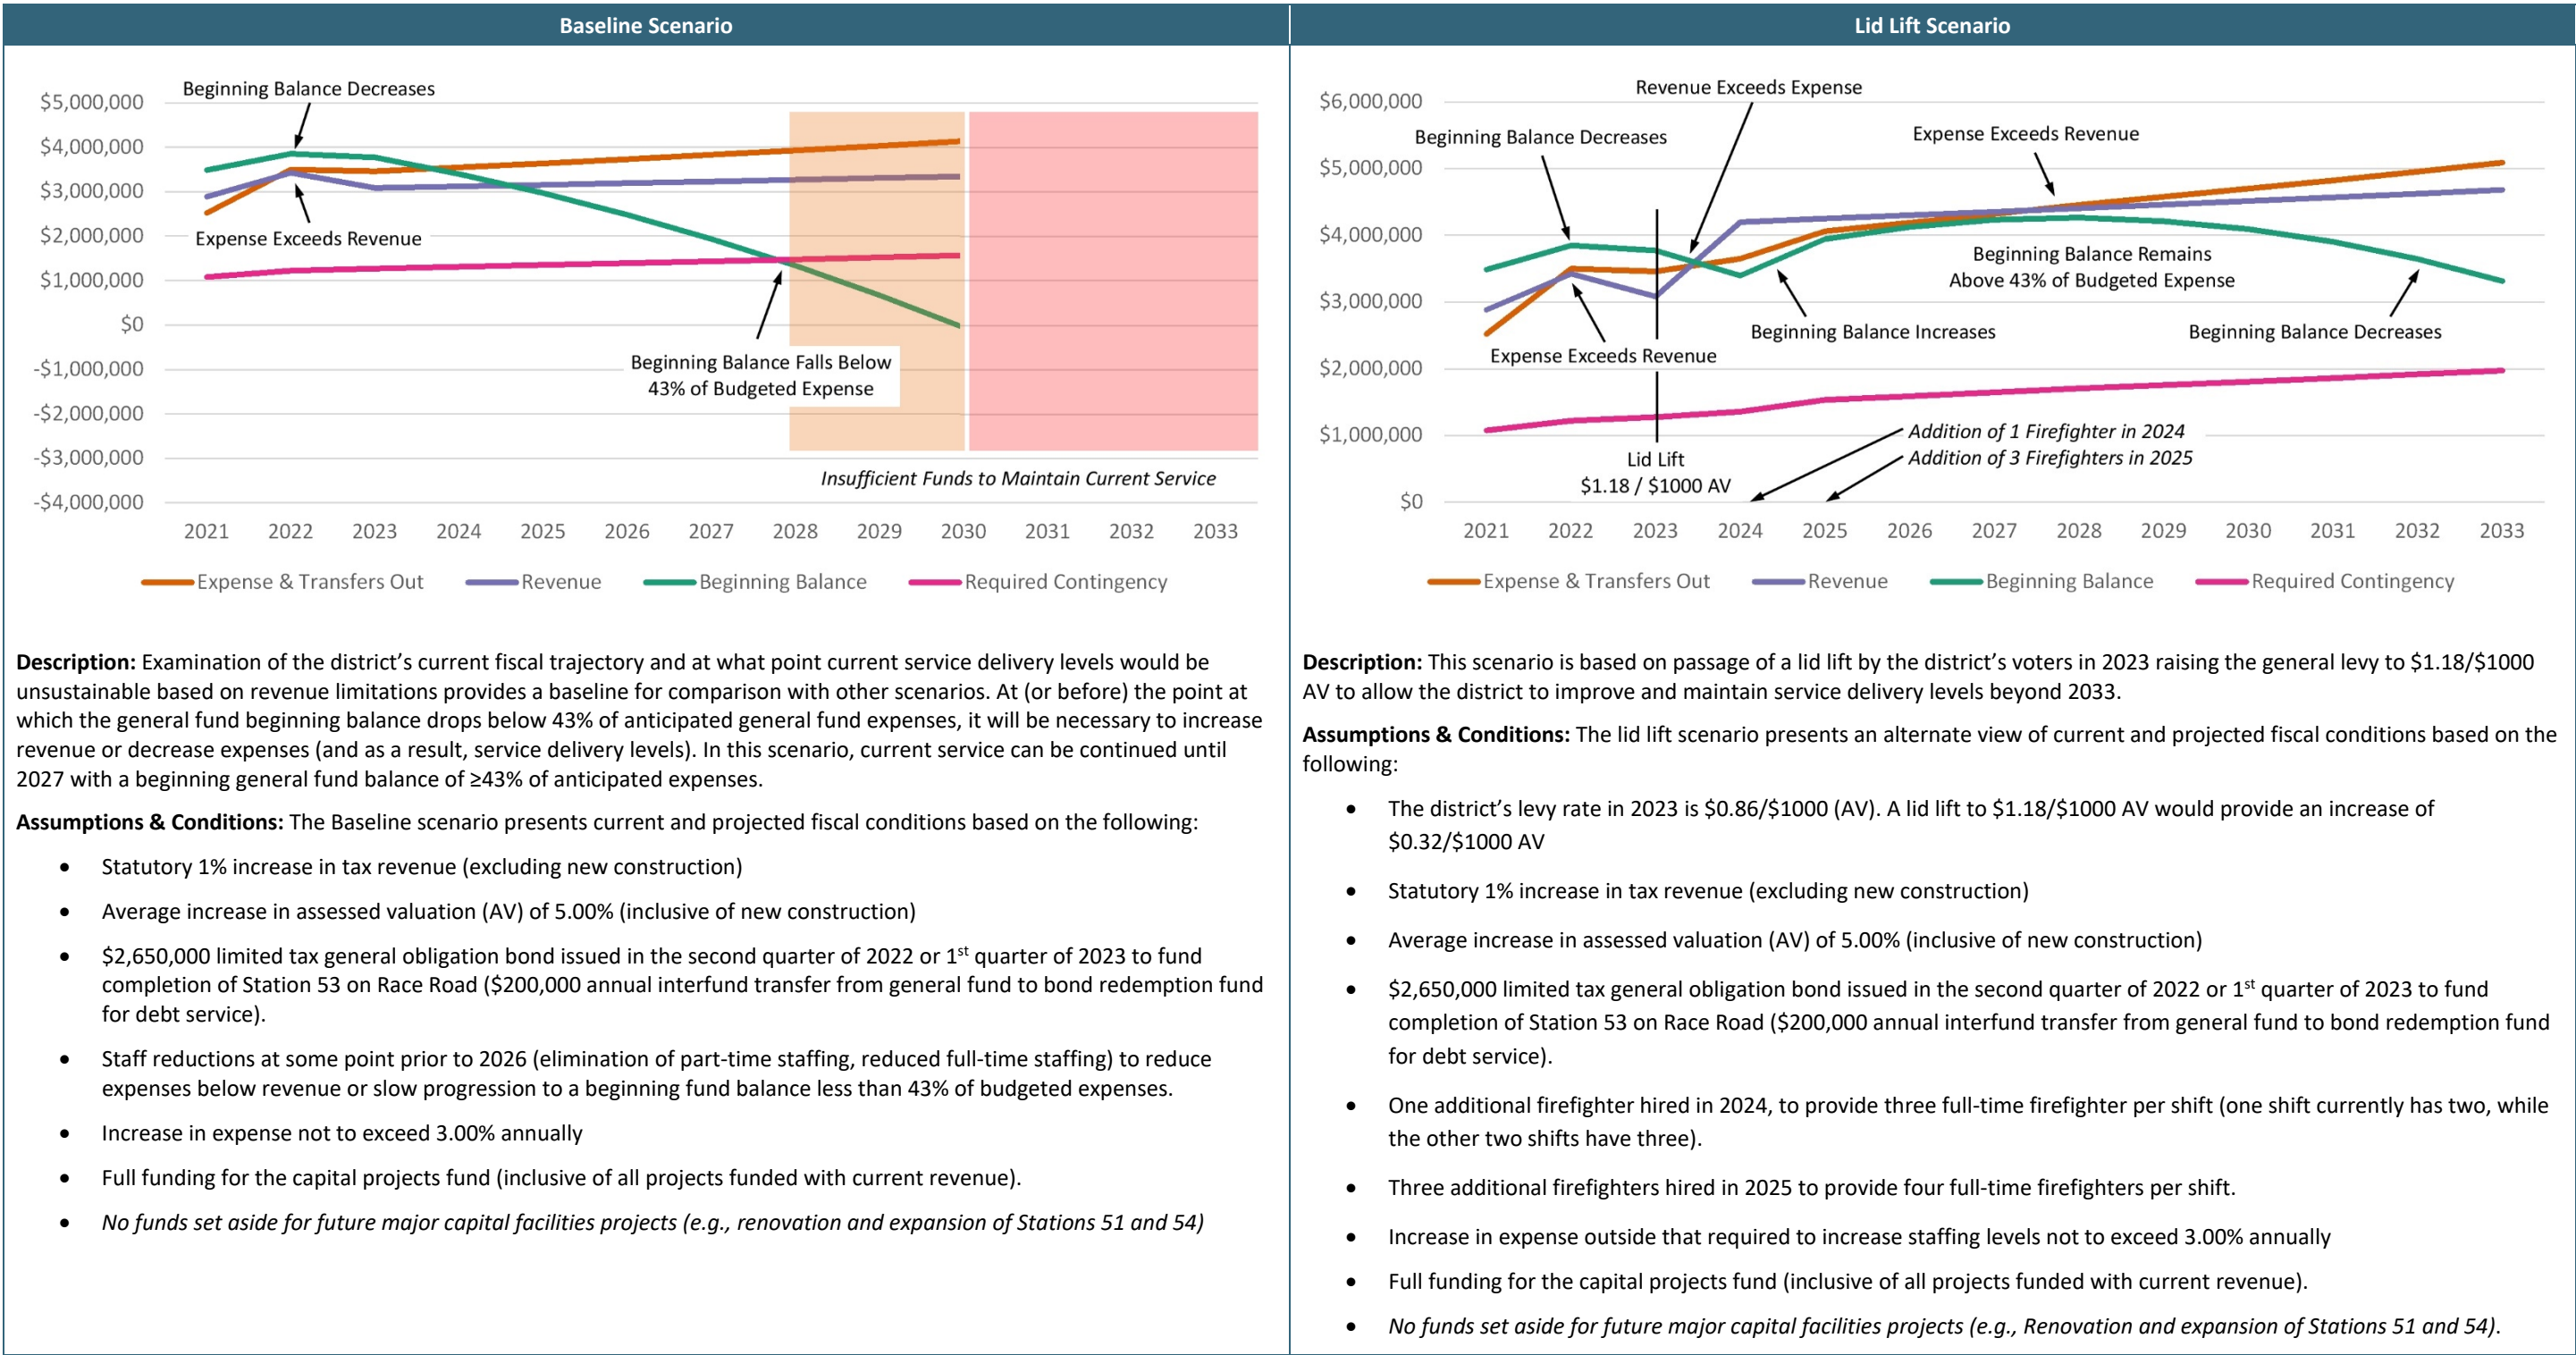 Baseline Scenario
Beginning Balance Decreases
$5,000,000
$4,000,000
$3,000,000
$2,000,000
$1,000,000
$0
-$1,000,000
-$2,000,000
-$3,000,000
-$4,000,000
Expense Exceeds Revenue
Beginning Balance Falls Below
43% of Budgeted Expense
Insufficient Funds to Maintain Current Service
2021 2022 2023 2024 2025 2026 2027 2028 2029 2030 2031 2032 2033
Expense & Transfers Out Revenue Beginning Balance Required Contingency
Description: Examination of the district’s current fiscal trajectory and at what point current service delivery levels would be
unsustainable based on revenue limitations provides a baseline for comparison with other scenarios. At (or before) the point at
which the general fund beginning balance drops below 43% of anticipated general fund expenses, it will be necessary to increase
revenue or decrease expenses (and as a result, service delivery levels). In this scenario, current service can be continued until
2027 with a beginning general fund balance of ≥43% of anticipated expenses.
Assumptions & Conditions: The Baseline scenario presents current and projected fiscal conditions based on the following:
• Statutory 1% increase in tax revenue (excluding new construction)
• Average increase in assessed valuation (AV) of 5.00% (inclusive of new construction)
• $2,650,000 limited tax general obligation bond issued in the second quarter of 2022 or 1st quarter of 2023 to fund
completion of Station 53 on Race Road ($200,000 annual interfund transfer from general fund to bond redemption fund
for debt service).
• Staff reductions at some point prior to 2026 (elimination of part-time staffing, reduced full-time staffing) to reduce
expenses below revenue or slow progression to a beginning fund balance less than 43% of budgeted expenses.
• Increase in expense not to exceed 3.00% annually
• Full funding for the capital projects fund (inclusive of all projects funded with current revenue).
• No funds set aside for future major capital facilities projects (e.g., renovation and expansion of Stations 51 and 54)
Lid Lift Scenario
Revenue Exceeds Expense
$6,000,000
$5,000,000
$4,000,000
$3,000,000
$2,000,000
$1,000,000
$0
Beginning Balance Decreases
Expense Exceeds Revenue
Beginning Balance Remains
Above 43% of Budgeted Expense
Beginning Balance Increases
Beginning Balance Decreases
Expense Exceeds Revenue
Addition of 1 Firefighter in 2024
Addition of 3 Firefighters in 2025
Lid Lift
$1.18 / $1000 AV
2021 2022 2023 2024 2025 2026 2027 2028 2029 2030 2031 2032 2033
Expense & Transfers Out Revenue Beginning Balance Required Contingency
Description: This scenario is based on passage of a lid lift by the district’s voters in 2023 raising the general levy to $1.18/$1000
AV to allow the district to improve and maintain service delivery levels beyond 2033.
Assumptions & Conditions: The lid lift scenario presents an alternate view of current and projected fiscal conditions based on the
following:
• The district’s levy rate in 2023 is $0.86/$1000 (AV). A lid lift to $1.18/$1000 AV would provide an increase of
$0.32/$1000 AV
• Statutory 1% increase in tax revenue (excluding new construction)
• Average increase in assessed valuation (AV) of 5.00% (inclusive of new construction)
• $2,650,000 limited tax general obligation bond issued in the second quarter of 2022 or 1st quarter of 2023 to fund
completion of Station 53 on Race Road ($200,000 annual interfund transfer from general fund to bond redemption fund
for debt service).
• One additional firefighter hired in 2024, to provide three full-time firefighter per shift (one shift currently has two, while
the other two shifts have three).
• Three additional firefighters hired in 2025 to provide four full-time firefighters per shift.
• Increase in expense outside that required to increase staffing levels not to exceed 3.00% annually
• Full funding for the capital projects fund (inclusive of all projects funded with current revenue).
• No funds set aside for future major capital facilities projects (e.g., Renovation and expansion of Stations 51 and 54).